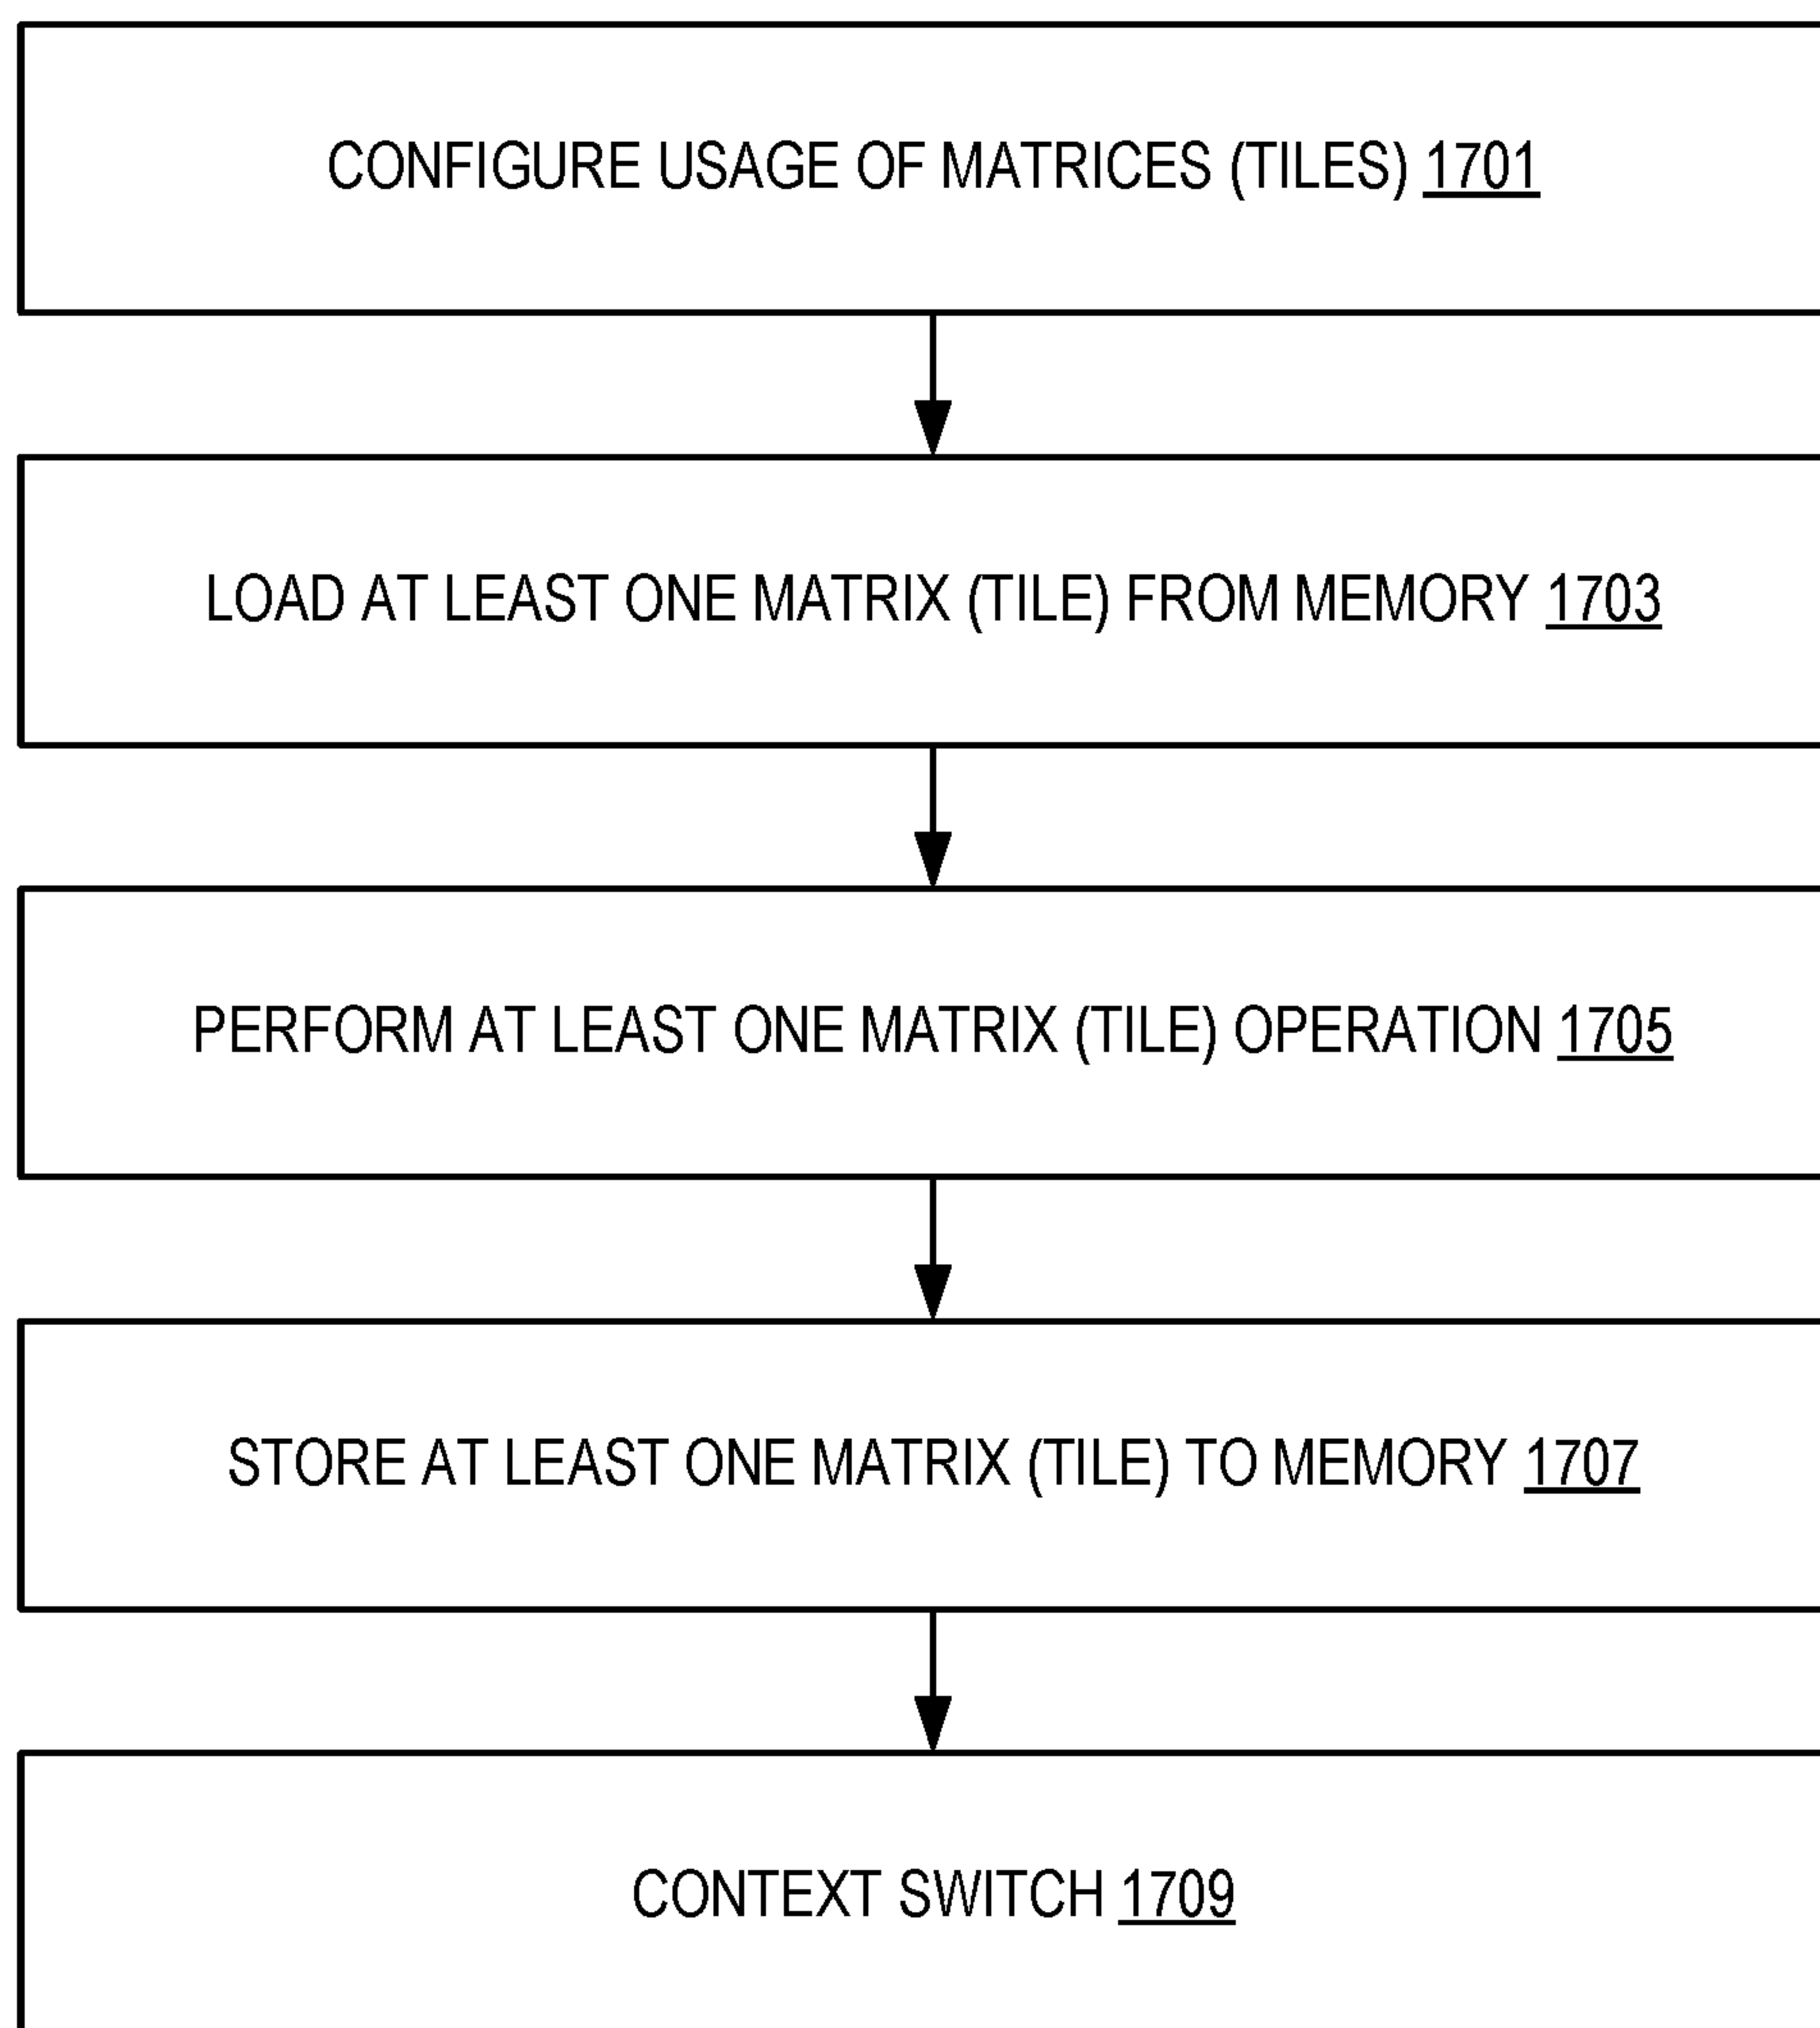 CONFIGURE USAGE OF MATRICES (TILES) 1701
LOAD AT LEAST ONE MATRIX (TILE) FROM MEMORY 1703
PERFORM AT LEAST ONE MATRIX (TILE) OPERATION 1705
STORE AT LEAST ONE MATRIX (TILE) TO MEMORY 1707
CONTEXT SWITCH 1709